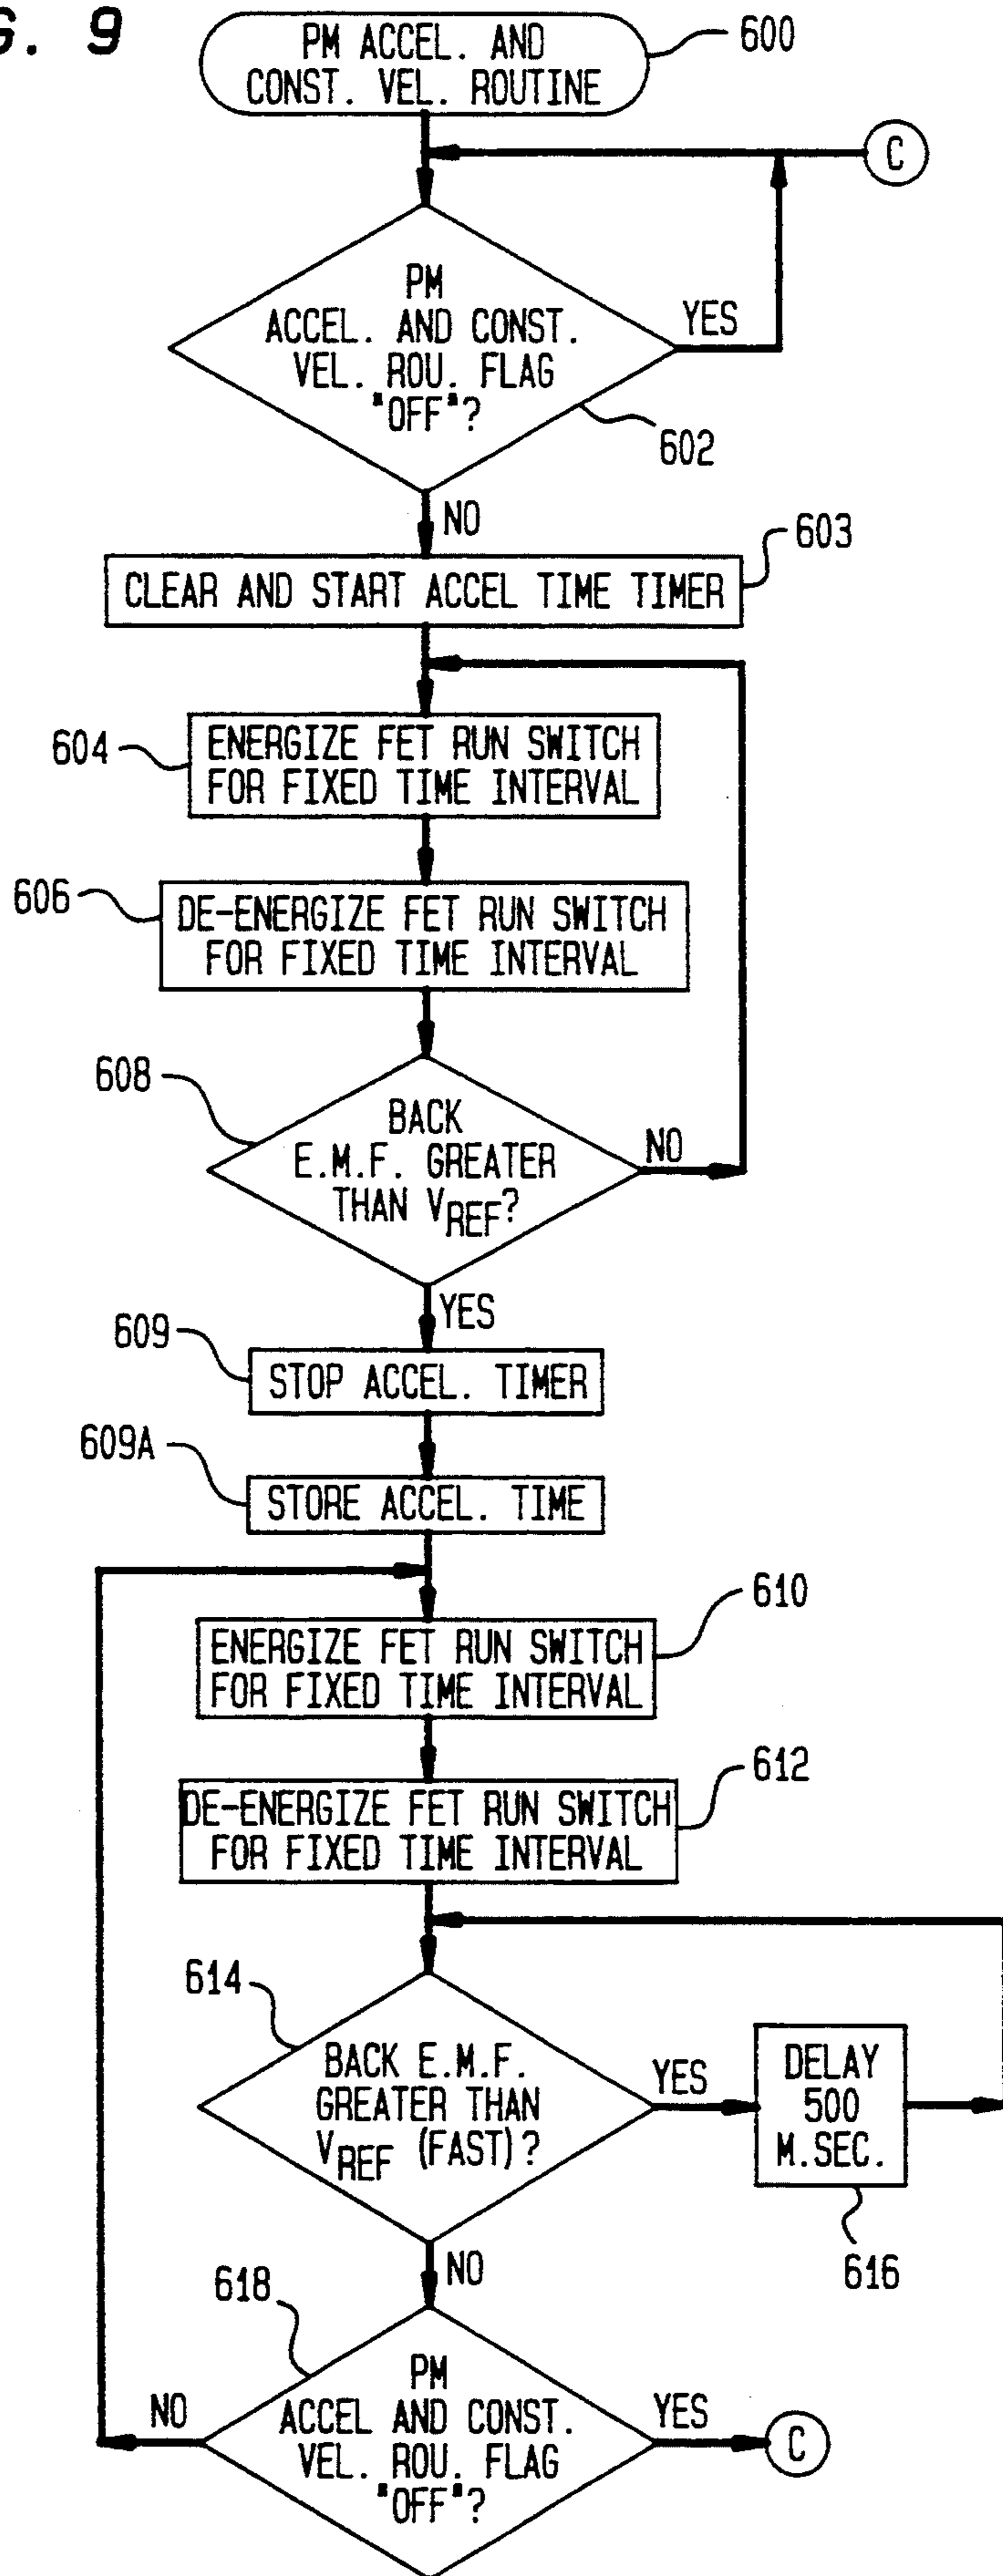 G. 9
PM ACCEL. AND
CONST. VEL. ROUTINE
600
C
PM
ACCEL. AND CONST.
VEL. ROU. FLAG
"OFF"?
YES
602
NO
603
CLEAR AND START ACCEL TIME TIMER
604
ENERGIZE FET RUN SWITCH
FOR FIXED TIME INTERVAL
606
DE-ENERGIZE FET RUN SWITCH
FOR FIXED TIME INTERVAL
608
BACK
E.M.F. GREATER
THAN VREF?
NO
YES
609
STOP ACCEL. TIMER
609A
STORE ACCEL. TIME
610
ENERGIZE FET RUN SWITCH
FOR FIXED TIME INTERVAL
612
DE-ENERGIZE FET RUN SWITCH
FOR FIXED TIME INTERVAL
614
BACK E.M.F.
GREATER THAN
VREF (FAST)?
YES
DELAY
500
M.SEC.
616
NO
618
PM
ACCEL AND CONST.
VEL. ROU. FLAG
"OFF"?
NO
YES
C